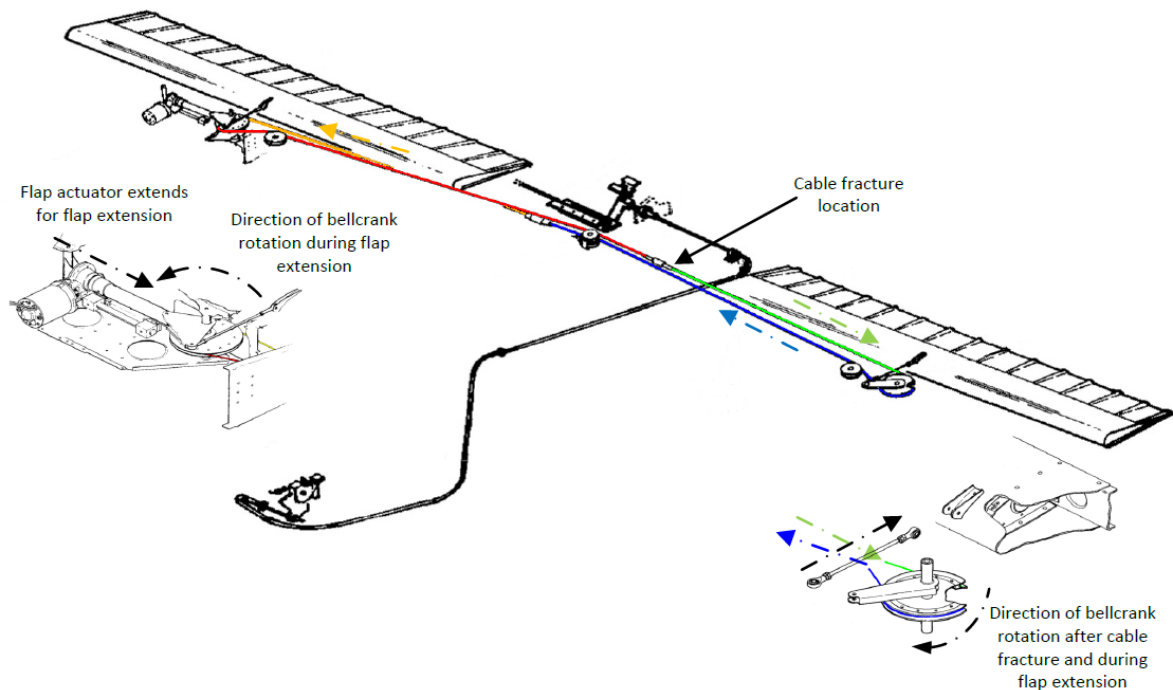 Cable fracture
location
Flap actuator extends
for flap extension
Direction of bellcrank
rotation during flap
extension
Direction of bellcrank
rotation after cable
fracture and during
flap extension